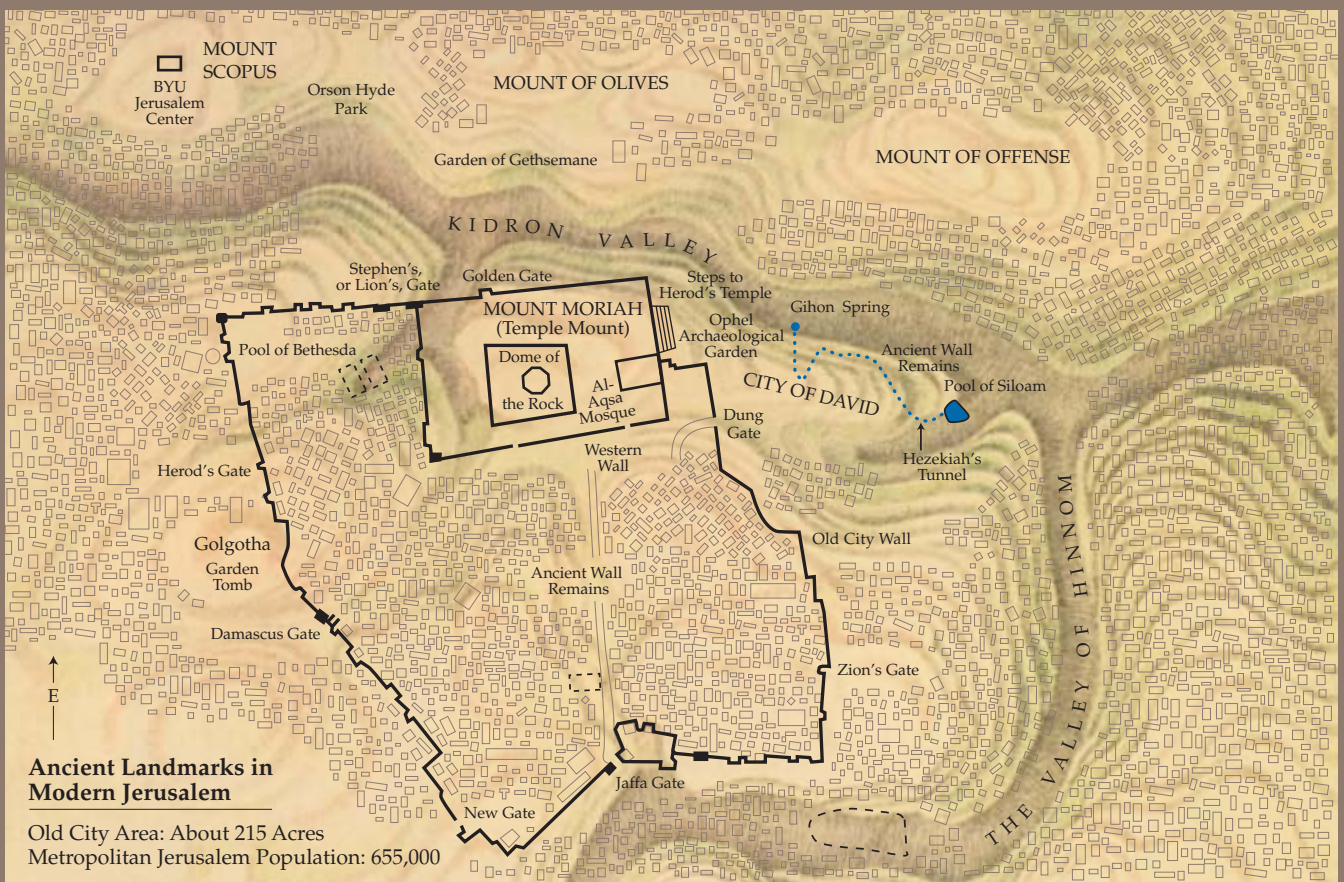 MOUNT
SCOPUS
BYU
Jerusalem
Center
Orson Hyde
Park
MOUNT OF OLIVES
Garden of Gethsemane
MOUNT OF OFFENSE
KIDRON VALLEY
Stephen's,
or Lion's, Gate
Golden Gate
Steps to
Herod's Temple
MOUNT MORIAH
(Temple Mount)
Gihon Spring
Ophel
Archaeological
Garden
Pool of Bethesda
Dome of
the Rock
Al-
Aqsa
Mosque
Ancient Wall
Remains
CITY OF DAVID
Pool of Siloam
Dung
Gate
Western
Wall
Hezekiah's
Tunnel
Herod's Gate
Golgotha
Garden
Tomb
Old City Wall
Ancient Wall
Remains
Damascus Gate
Zion's Gate
THE VALLEY OF HINNOM
E
Jaffa Gate
New Gate
Ancient Landmarks in
Modern Jerusalem
Old City Area: About 215 Acres
Metropolitan Jerusalem Population: 655,000